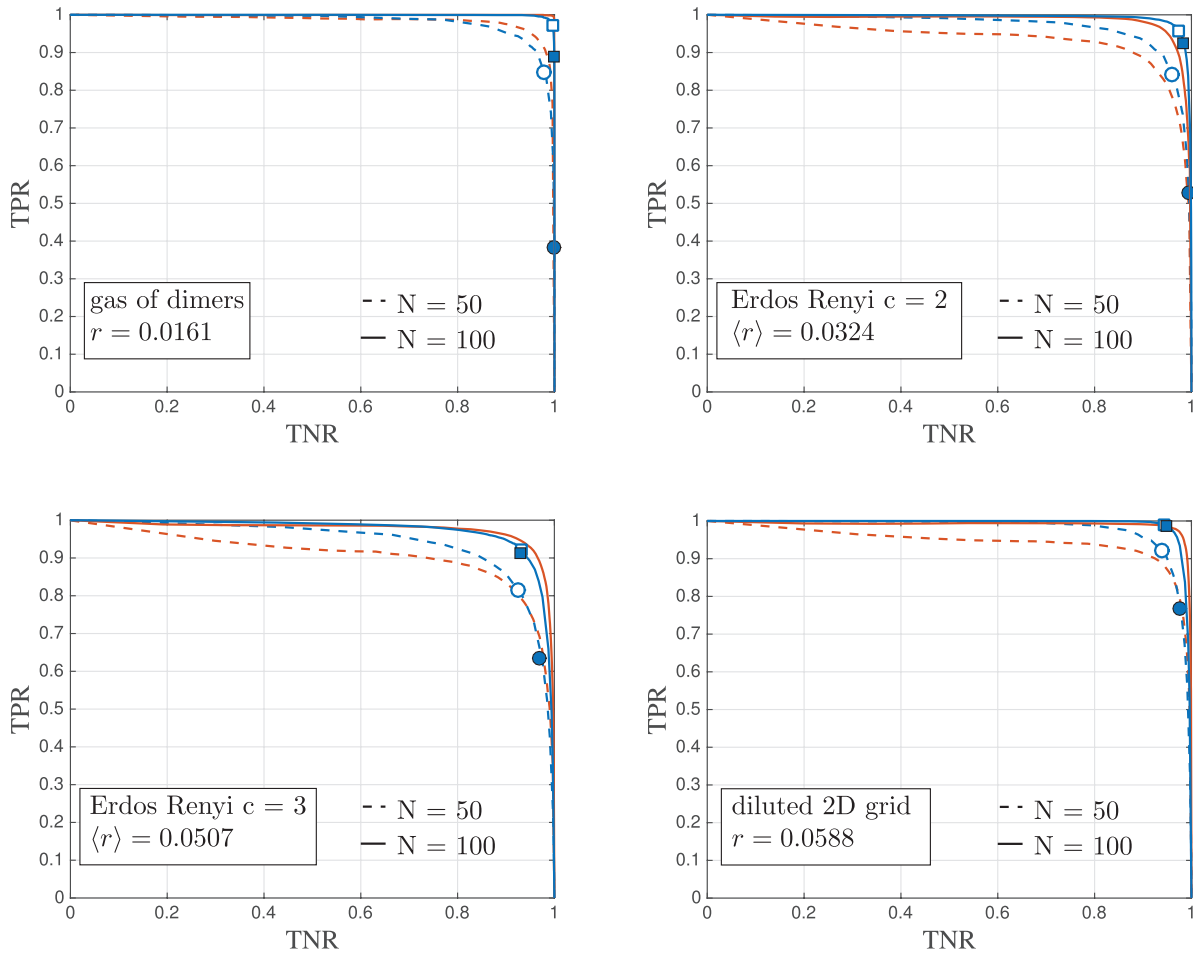 1
0.9
0.8
0.7
0.6
0.5
0.4
0.3
0.2
0.1
0
TPR
gas of dimers
r = 0.0161
N = 50
N = 100
0
0.2
0.4
0.6
0.8
1
TNR
1
0.9
0.8
0.7
0.6
0.5
0.4
0.3
0.2
0.1
0
TPR
Erdos Renyi c = 2
⟨r⟩ = 0.0324
N = 50
N = 100
0
0.2
0.4
0.6
0.8
1
TNR
1
0.9
0.8
0.7
0.6
0.5
0.4
0.3
0.2
0.1
0
TPR
Erdos Renyi c = 3
⟨r⟩ = 0.0507
N = 50
N = 100
0
0.2
0.4
0.6
0.8
1
TNR
1
0.9
0.8
0.7
0.6
0.5
0.4
0.3
0.2
0.1
0
TPR
diluted 2D grid
r = 0.0588
N = 50
N = 100
0
0.2
0.4
0.6
0.8
1
TNR